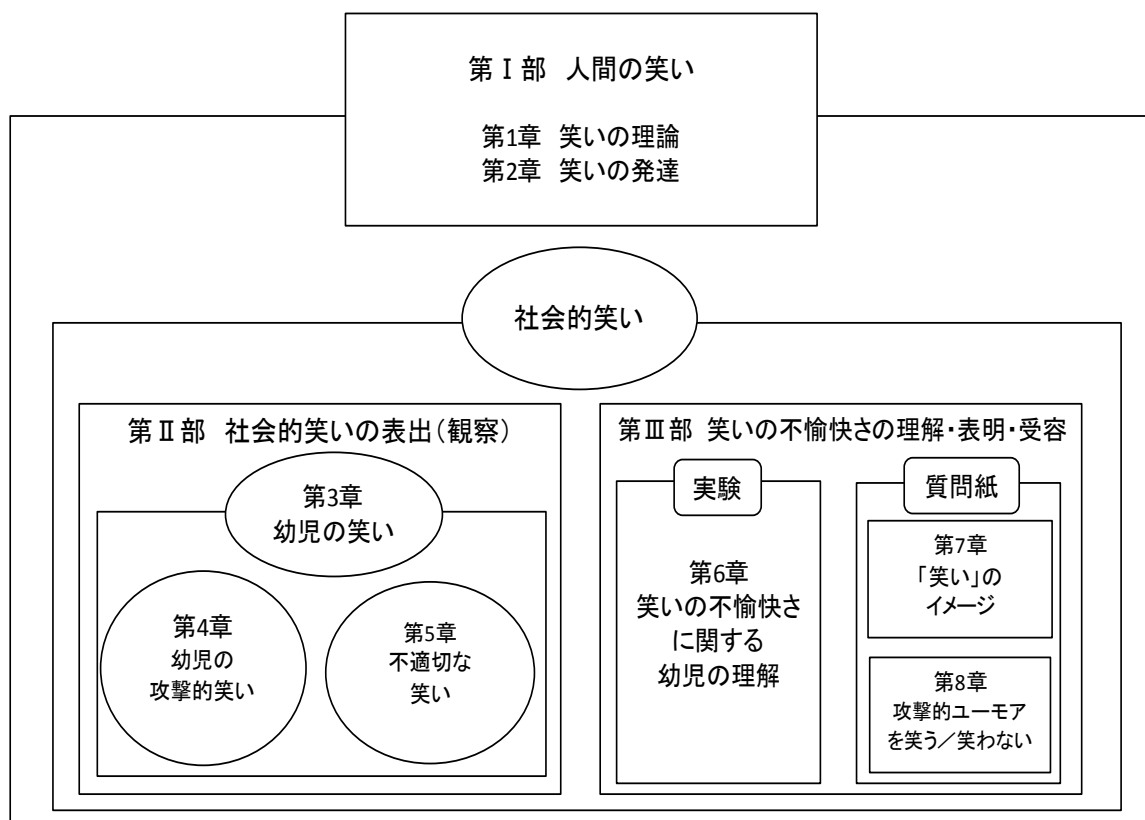 第Ⅰ部 人間の笑い
第1章 笑いの理論
第2章 笑いの発達
社会的笑い
第Ⅱ部 社会的笑いの表出(観察)
第3章
幼児の笑い
第4章
幼児の
攻撃的笑い
第5章
不適切な
笑い
第Ⅲ部 笑いの不愉快さの理解・表明・受容
実験
第6章
笑いの不愉快さ
に関する
幼児の理解
質問紙
第7章
「笑い」の
イメージ
第8章
攻撃的ユーモア
を笑う/笑わない